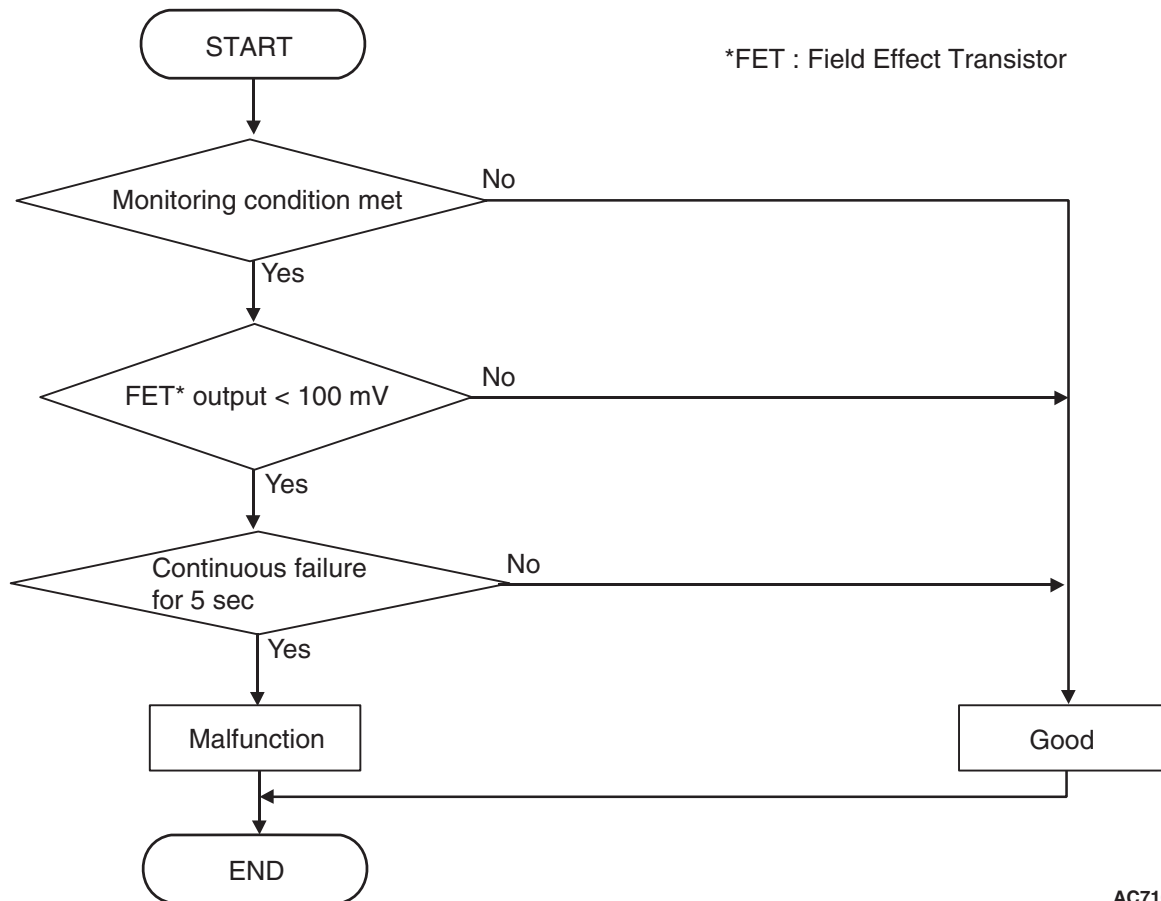 START
*FET : Field Effect Transistor
Monitoring condition met
No
Yes
FET* output < 100 mV
No
Yes
Continuous failure
for 5 sec
No
Yes
Malfunction
Good
END
AC71